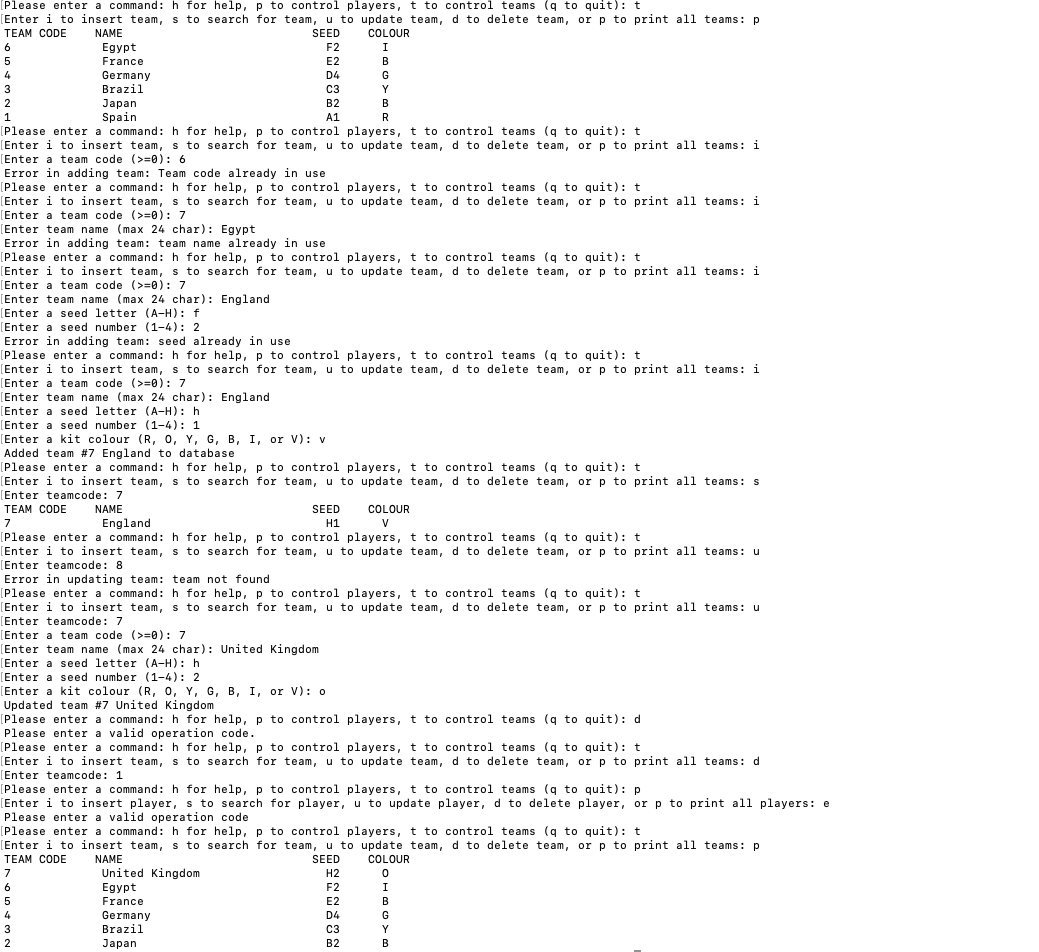 Please enter a command: h for help, p to control players, t to control teams (q to quit): t
Enter i to insert team, s to search for team, u to update team, d to delete team, or p to print all teams: p
TEAM CODE    NAME                           SEED    COLOUR
6             Egypt                           F2      I
5             France                          E2      B
4             Germany                         D4      G
3             Brazil                          C3      Y
2             Japan                           B2      B
1             Spain                           A1      R
Please enter a command: h for help, p to control players, t to control teams (q to quit): t
Enter i to insert team, s to search for team, u to update team, d to delete team, or p to print all teams: i
Enter a team code (>=0): 6
Error in adding team: Team code already in use
Please enter a command: h for help, p to control players, t to control teams (q to quit): t
Enter i to insert team, s to search for team, u to update team, d to delete team, or p to print all teams: i
Enter a team code (>=0): 7
Enter team name (max 24 char): Egypt
Error in adding team: team name already in use
Please enter a command: h for help, p to control players, t to control teams (q to quit): t
Enter i to insert team, s to search for team, u to update team, d to delete team, or p to print all teams: i
Enter a team code (>=0): 7
Enter team name (max 24 char): England
Enter a seed letter (A-H): f
Enter a seed number (1-4): 2
Error in adding team: seed already in use
Please enter a command: h for help, p to control players, t to control teams (q to quit): t
Enter i to insert team, s to search for team, u to update team, d to delete team, or p to print all teams: i
Enter a team code (>=0): 7
Enter team name (max 24 char): England
Enter a seed letter (A-H): h
Enter a seed number (1-4): 1
Enter a kit colour (R, O, Y, G, B, I, or V): v
Added team #7 England to database
Please enter a command: h for help, p to control players, t to control teams (q to quit): t
Enter i to insert team, s to search for team, u to update team, d to delete team, or p to print all teams: s
Enter teamcode: 7
TEAM CODE    NAME                           SEED    COLOUR
7             England                         H1      V
Please enter a command: h for help, p to control players, t to control teams (q to quit): t
Enter i to insert team, s to search for team, u to update team, d to delete team, or p to print all teams: u
Enter teamcode: 8
Error in updating team: team not found
Please enter a command: h for help, p to control players, t to control teams (q to quit): t
Enter i to insert team, s to search for team, u to update team, d to delete team, or p to print all teams: u
Enter teamcode: 7
Enter a team code (>=0): 7
Enter team name (max 24 char): United Kingdom
Enter a seed letter (A-H): h
Enter a seed number (1-4): 2
Enter a kit colour (R, O, Y, G, B, I, or V): o
Updated team #7 United Kingdom
Please enter a command: h for help, p to control players, t to control teams (q to quit): d
Please enter a valid operation code.
Please enter a command: h for help, p to control players, t to control teams (q to quit): t
Enter i to insert team, s to search for team, u to update team, d to delete team, or p to print all teams: d
Enter teamcode: 1
Please enter a command: h for help, p to control players, t to control teams (q to quit): p
Enter i to insert player, s to search for player, u to update player, d to delete player, or p to print all players: e
Please enter a valid operation code
Please enter a command: h for help, p to control players, t to control teams (q to quit): t
Enter i to insert team, s to search for team, u to update team, d to delete team, or p to print all teams: p
TEAM CODE    NAME                           SEED    COLOUR
7             United Kingdom                  H2      O
6             Egypt                           F2      I
5             France                          E2      B
4             Germany                         D4      G
3             Brazil                          C3      Y
2             Japan                           B2      B